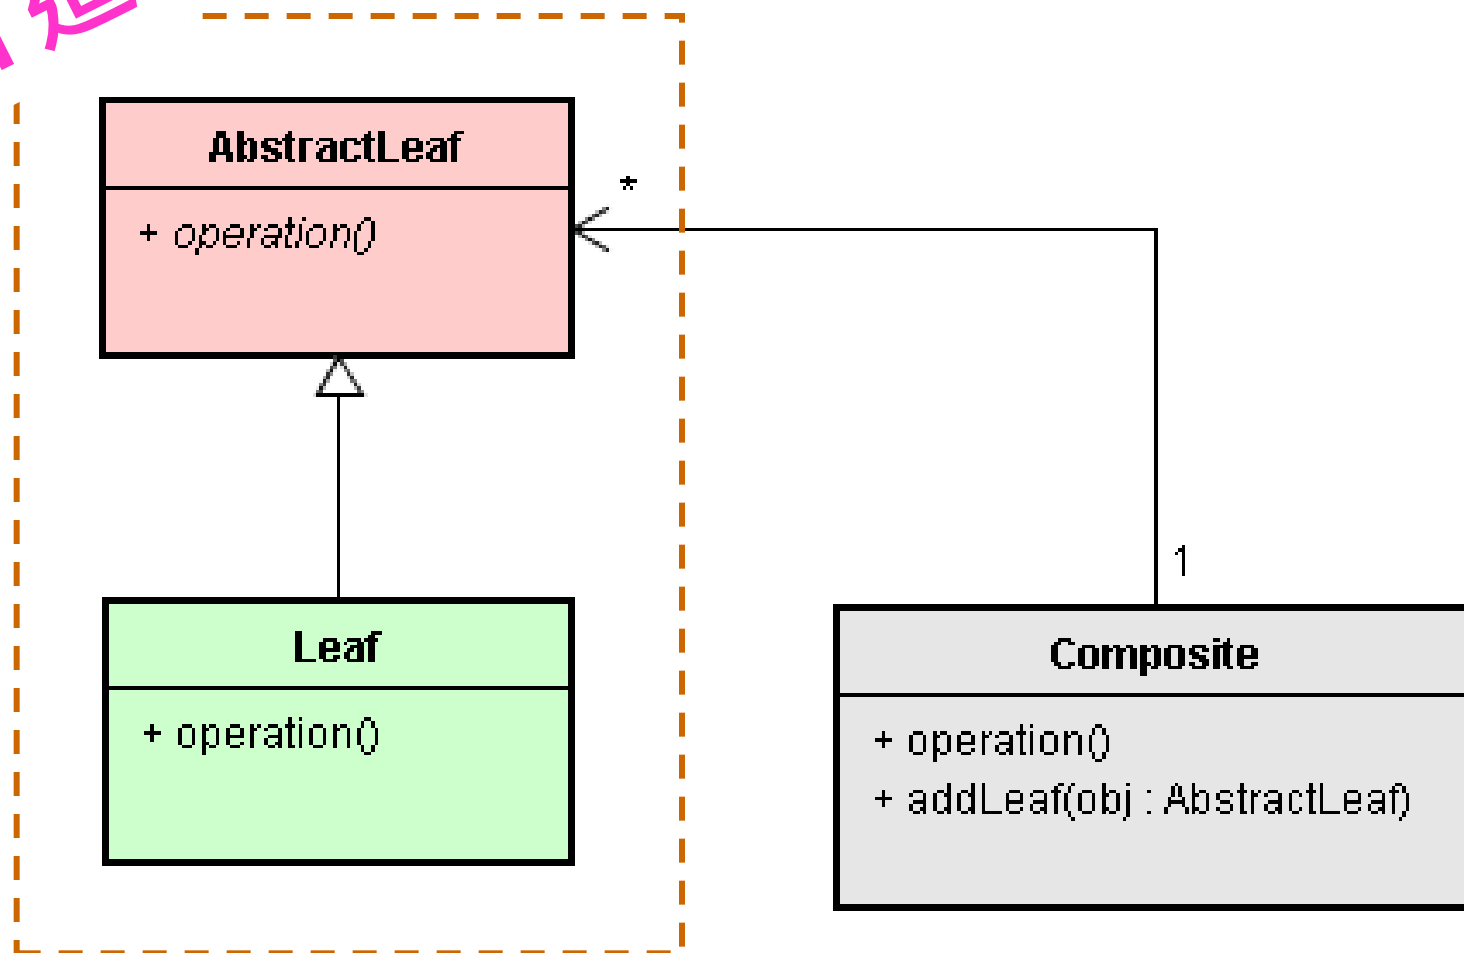 AbstractLeaf
*
+ operation()
1
Leaf
+ operation()
Composite
+ operation()
+ addLeaf(obj : AbstractLeaf)